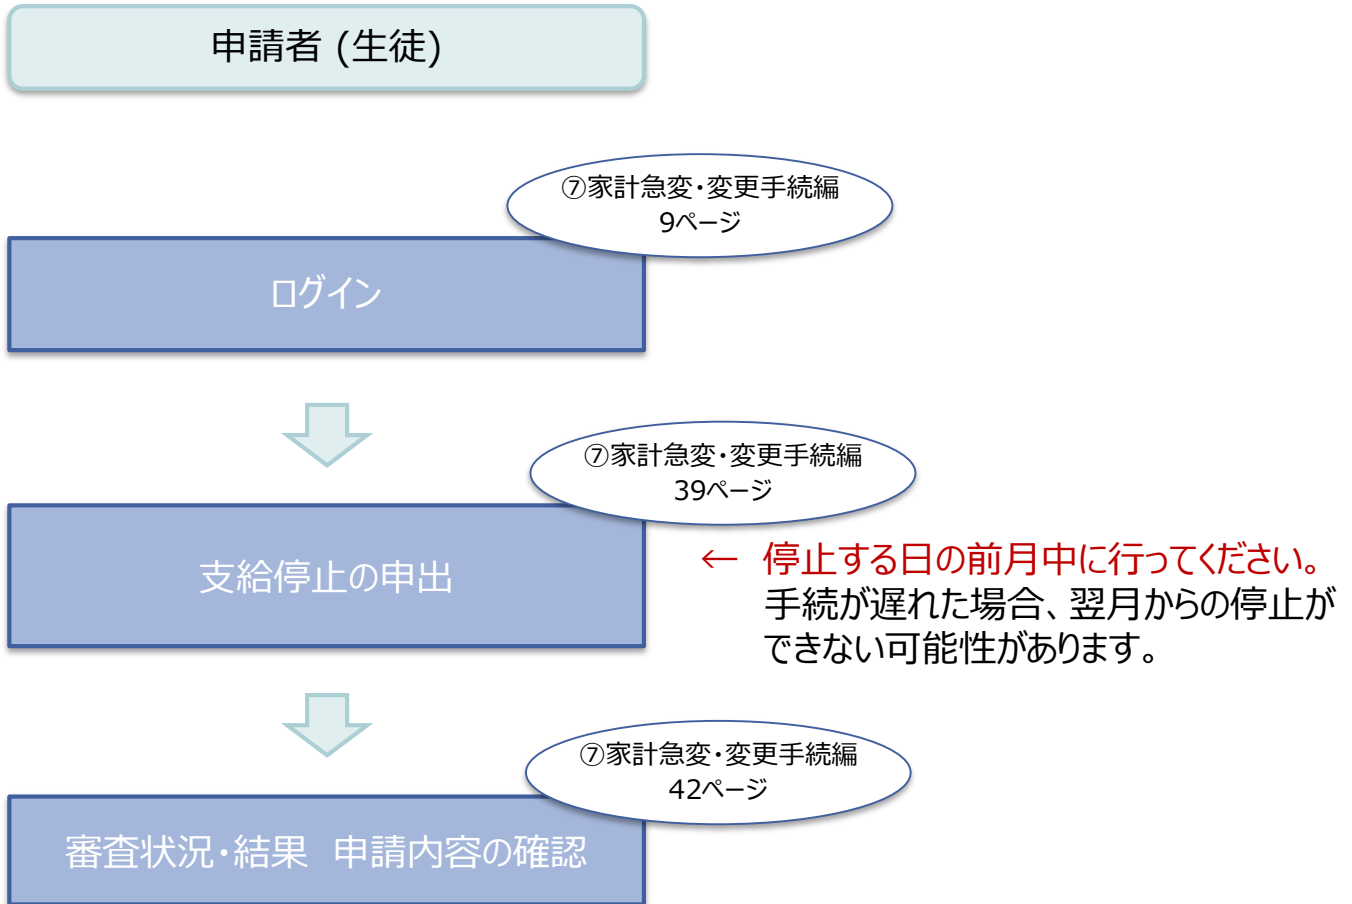 申請者 (生徒)
⑦家計急変・変更手続編
9ページ
ログイン
⑦家計急変・変更手続編
39ページ
支給停止の申出
← 停止する日の前月中に行ってください。
手続が遅れた場合、翌月からの停止が
できない可能性があります。
⑦家計急変・変更手続編
42ページ
審査状況・結果　申請内容の確認